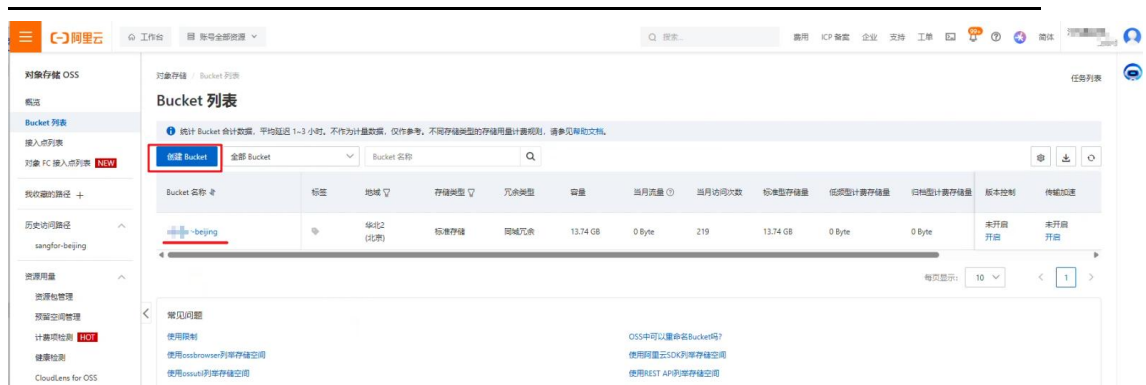 阿里云 工作台 账号全部资源 搜索... 费用 ICP 备案 企业 支持 工单 99+ 简体
对象存储 OSS
概览
Bucket 列表
接入点列表
对象 FC 接入点列表 NEW
我收藏的路径
历史访问路径
sangfor-beijing
资源用量
资源包管理
预留空间管理
计费项检测 HOT
健康检测
CloudLens for OSS
对象存储 / Bucket 列表
任务列表
Bucket 列表
统计 Bucket 合计数据，平均延迟 1~3 小时。不作为计量数据，仅作参考。不同存储类型的存储用量计费规则，请参见帮助文档。
创建 Bucket 全部 Bucket Bucket 名称
Bucket 名称 标签 地域 存储类型 冗余类型 容量 当月流量 当月访问次数 标准型存储量 低频型计费存储量 归档型计费存储量 版本控制 传输加速
-beijing 华北2 (北京) 标准存储 同城冗余 13.74 GB 0 Byte 219 13.74 GB 0 Byte 0 Byte 未开启 开启 未开启 开启
每页显示: 10 1
常见问题
使用限制 OSS中可以重命名Bucket吗?
使用ossbrowser列举存储空间 使用阿里云SDK列举存储空间
使用ossutil列举存储空间 使用REST API列举存储空间